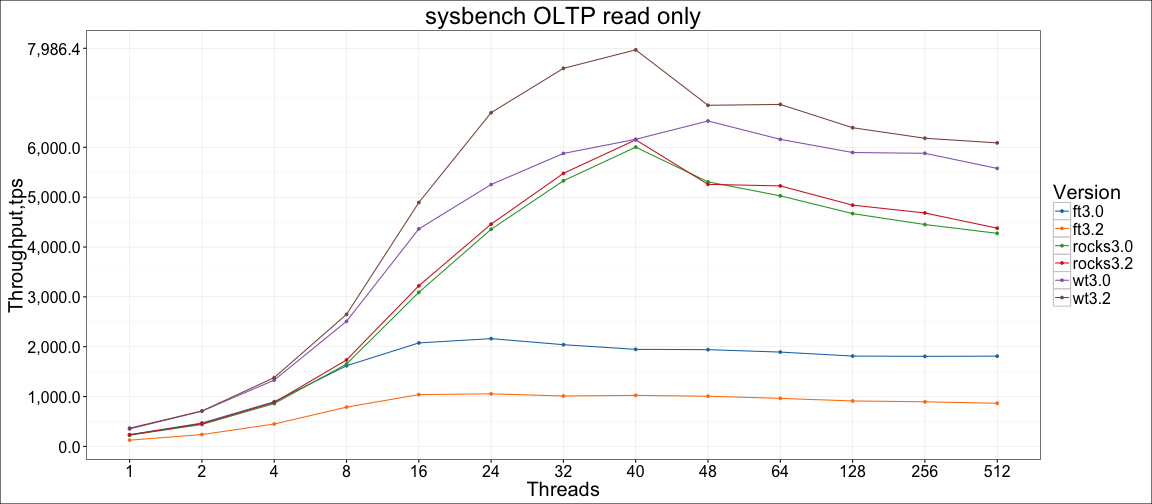 sysbench OLTP read only
Throughput,tps
7,986.4
6,000.0
5,000.0
4,000.0
3,000.0
2,000.0
1,000.0
0.0
1 2 4 8 16 24 32 40 48 64 128 256 512
Threads
Version
ft3.0
ft3.2
rocks3.0
rocks3.2
wt3.0
wt3.2